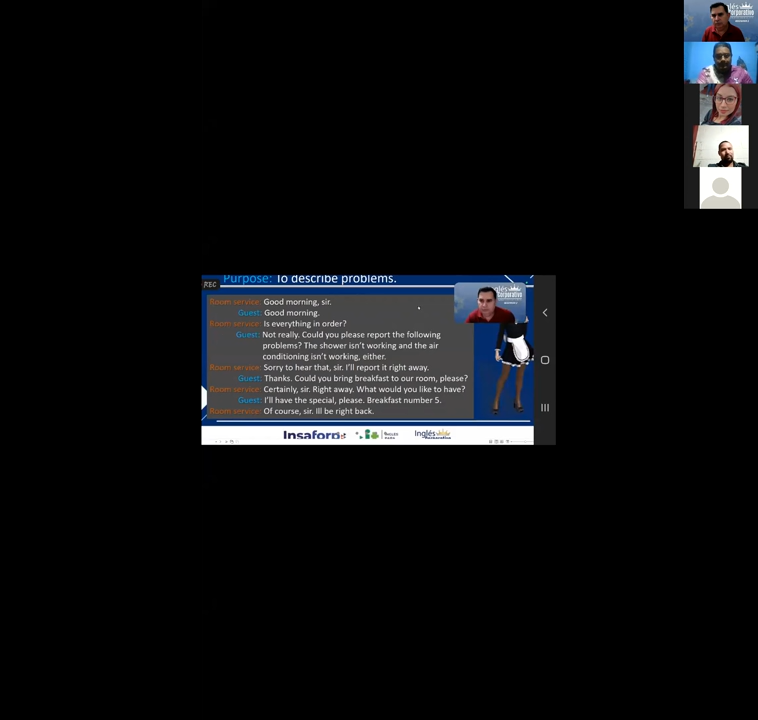 Inglés
Corporativo
Purpose: To describe problems.
REC
Room service: Good morning, sir.
Guest: Good morning.
Room service: Is everything in order?
Guest: Not really. Could you please report the following
problems? The shower isn't working and the air
conditioning isn't working, either.
Room service: Sorry to hear that, sir. I'll report it right away.
Guest: Thanks. Could you bring breakfast to our room, please?
Room service: Certainly, sir. Right away. What would you like to have?
Guest: I'll have the special, please. Breakfast number 5.
Room service: Of course, sir. Ill be right back.
Insaforp
Inglés
Corporativo